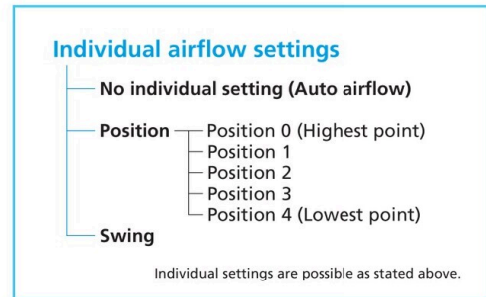 Individual airflow settings
No individual setting (Auto airflow)
Position
Position 0 (Highest point)
Position 1
Position 2
Position 3
Position 4 (Lowest point)
Swing
Individual settings are possible as stated above.